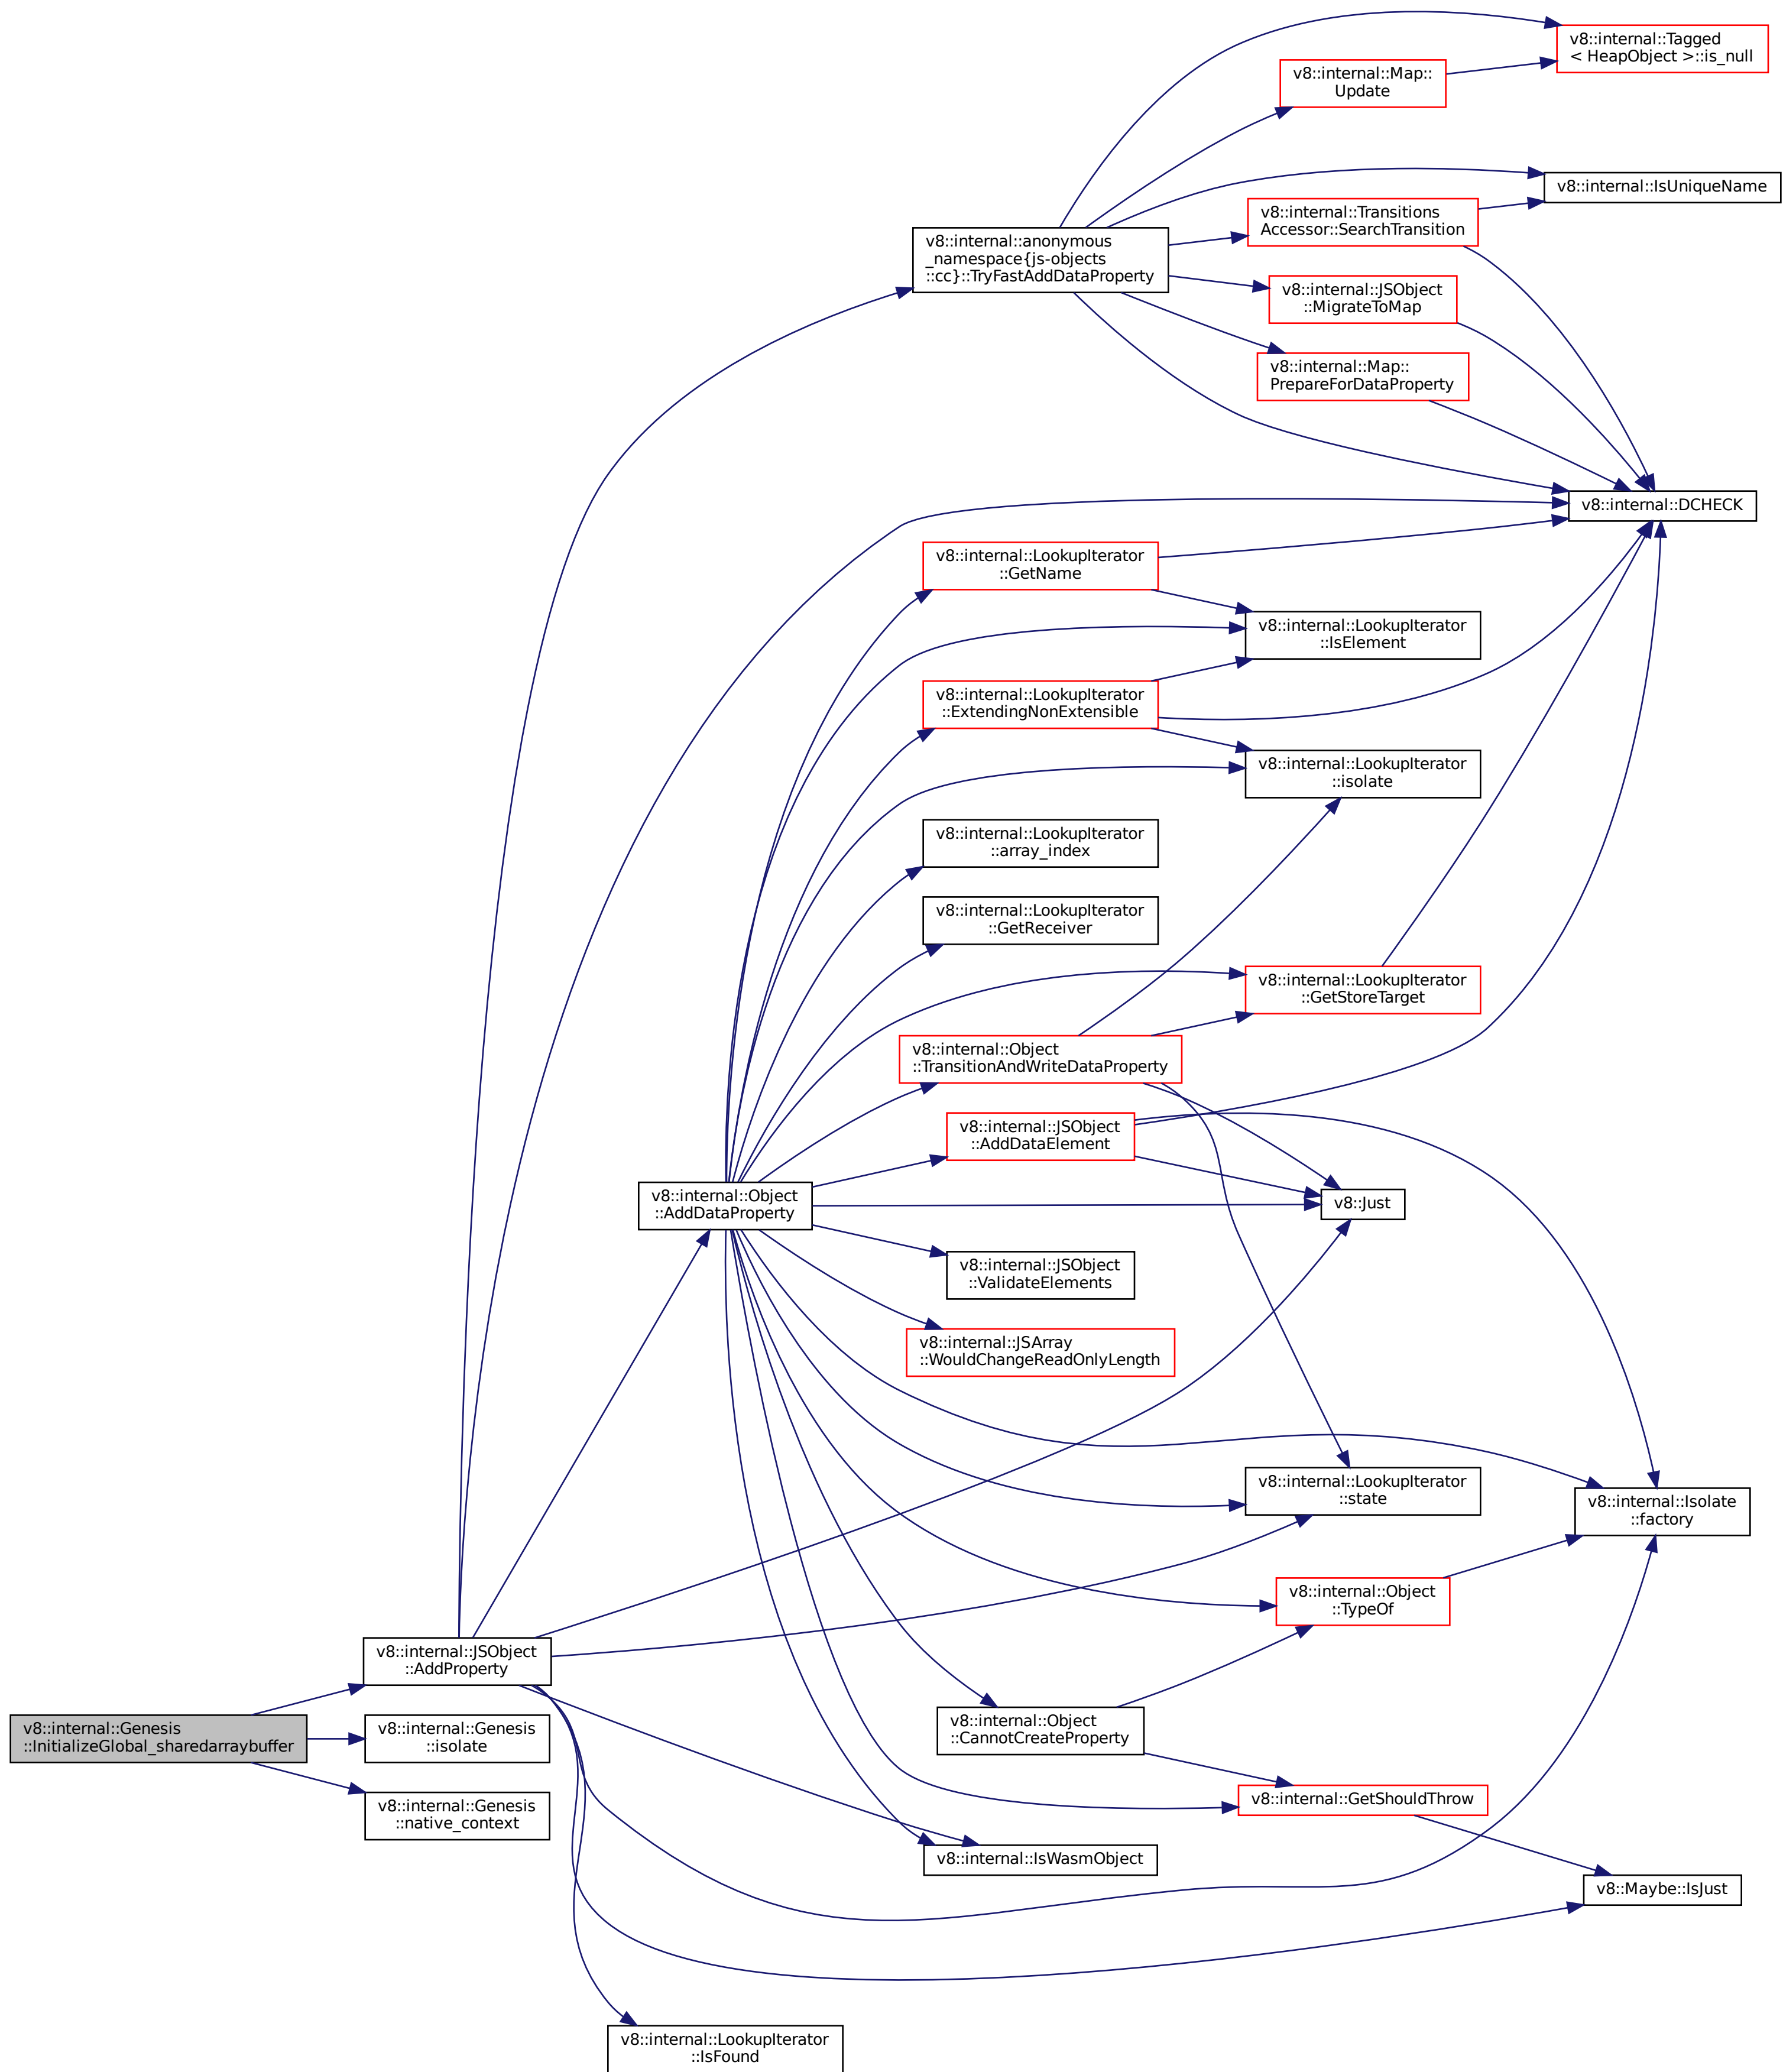 v8::internal::Tagged
< HeapObject >::is_null
v8::internal::Map::
Update
v8::internal::IsUniqueName
v8::internal::Transitions
Accessor::SearchTransition
v8::internal::anonymous
_namespace{js-objects
::cc}::TryFastAddDataProperty
v8::internal::JSObject
::MigrateToMap
v8::internal::Map::
PrepareForDataProperty
v8::internal::DCHECK
v8::internal::LookupIterator
::GetName
v8::internal::LookupIterator
::IsElement
v8::internal::LookupIterator
::ExtendingNonExtensible
v8::internal::LookupIterator
::isolate
v8::internal::LookupIterator
::array_index
v8::internal::LookupIterator
::GetReceiver
v8::internal::LookupIterator
::GetStoreTarget
v8::internal::Object
::TransitionAndWriteDataProperty
v8::internal::JSObject
::AddDataElement
v8::internal::Object
::AddDataProperty
v8::Just
v8::internal::JSObject
::ValidateElements
v8::internal::JSArray
::WouldChangeReadOnlyLength
v8::internal::LookupIterator
::state
v8::internal::Isolate
::factory
v8::internal::Object
::TypeOf
v8::internal::JSObject
::AddProperty
v8::internal::Object
::CannotCreateProperty
v8::internal::Genesis
::InitializeGlobal_sharedarraybuffer
v8::internal::Genesis
::isolate
v8::internal::GetShouldThrow
v8::internal::Genesis
::native_context
v8::internal::IsWasmObject
v8::Maybe::IsJust
v8::internal::LookupIterator
::IsFound